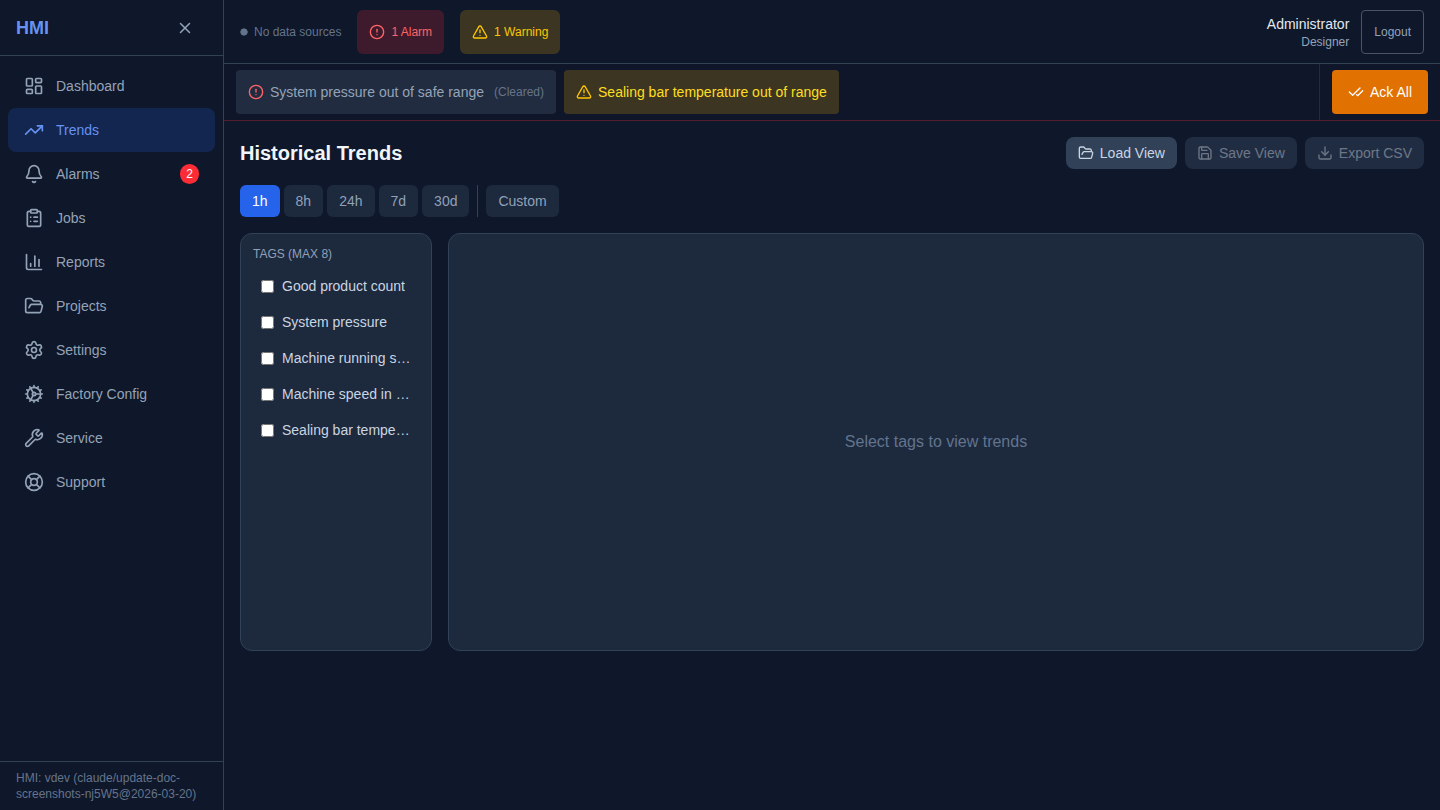 HMI
No data sources
1 Alarm
1 Warning
Administrator
Designer
Logout
Dashboard
Trends
Alarms
2
Jobs
Reports
Projects
Settings
Factory Config
Service
Support
System pressure out of safe range (Cleared)
Sealing bar temperature out of range
Ack All
Historical Trends
Load View
Save View
Export CSV
1h
8h
24h
7d
30d
Custom
TAGS (MAX 8)
Good product count
System pressure
Machine running s…
Machine speed in …
Sealing bar tempe…
Select tags to view trends
HMI: vdev (claude/update-doc-
screenshots-nj5W5@2026-03-20)